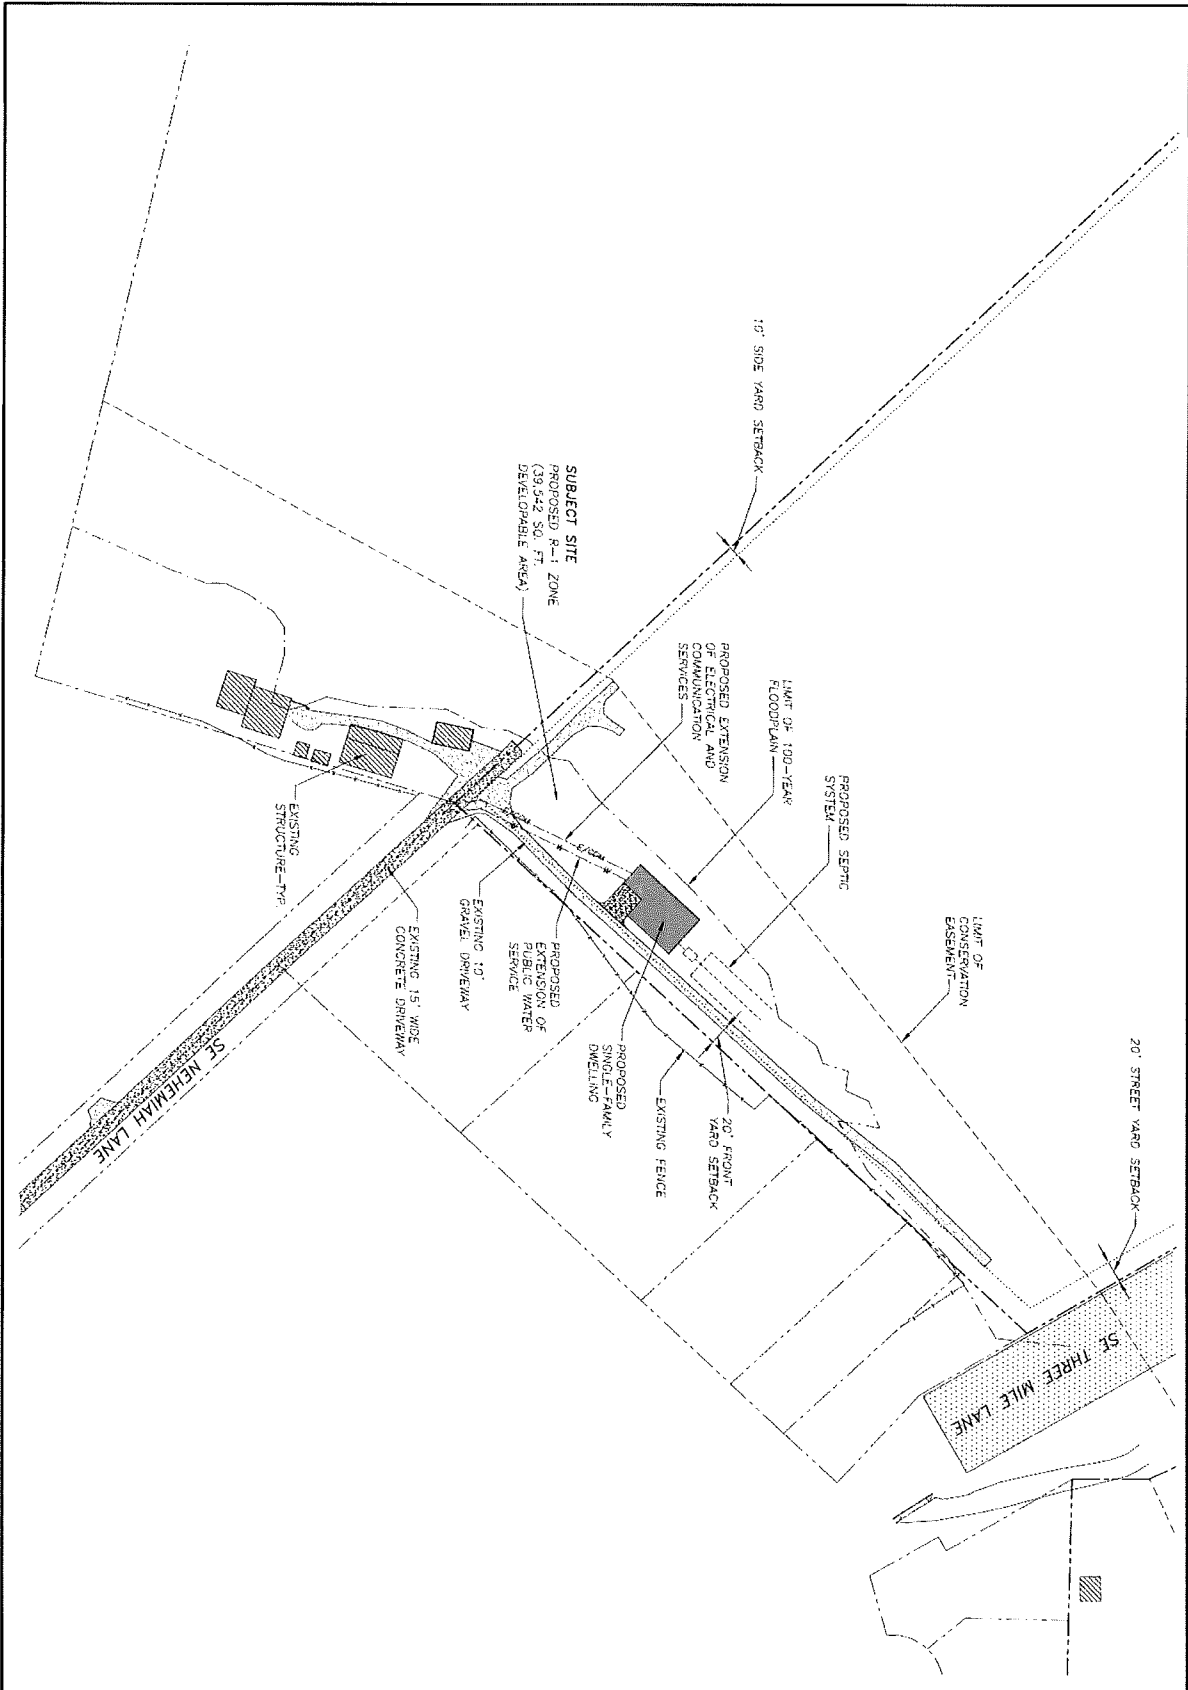 20' STREET YARD SETBACK
LIMIT OF
CONSERVATION
EASEMENT
PROPOSED SEPTIC
SYSTEM
LIMIT OF 100-YEAR
FLOODPLAIN
PROPOSED EXTENSION
OF ELECTRICAL AND
COMMUNICATION
SERVICES
10' SIDE YARD SETBACK
SUBJECT SITE
PROPOSED R-1 ZONE
(39,542 SQ. FT.
DEVELOPABLE AREA)
SE THREE MILE LANE
20' FRONT
YARD SETBACK
EXISTING FENCE
PROPOSED
SINGLE-FAMILY
DWELLING
PROPOSED
EXTENSION OF
PUBLIC WATER
SERVICE
EXISTING 10'
GRAVEL DRIVEWAY
EXISTING 15' WIDE
CONCRETE DRIVEWAY
EXISTING
STRUCTURE-TYP
SE NEHEMIAH LANE
E/COM
E/COM
W
W
W